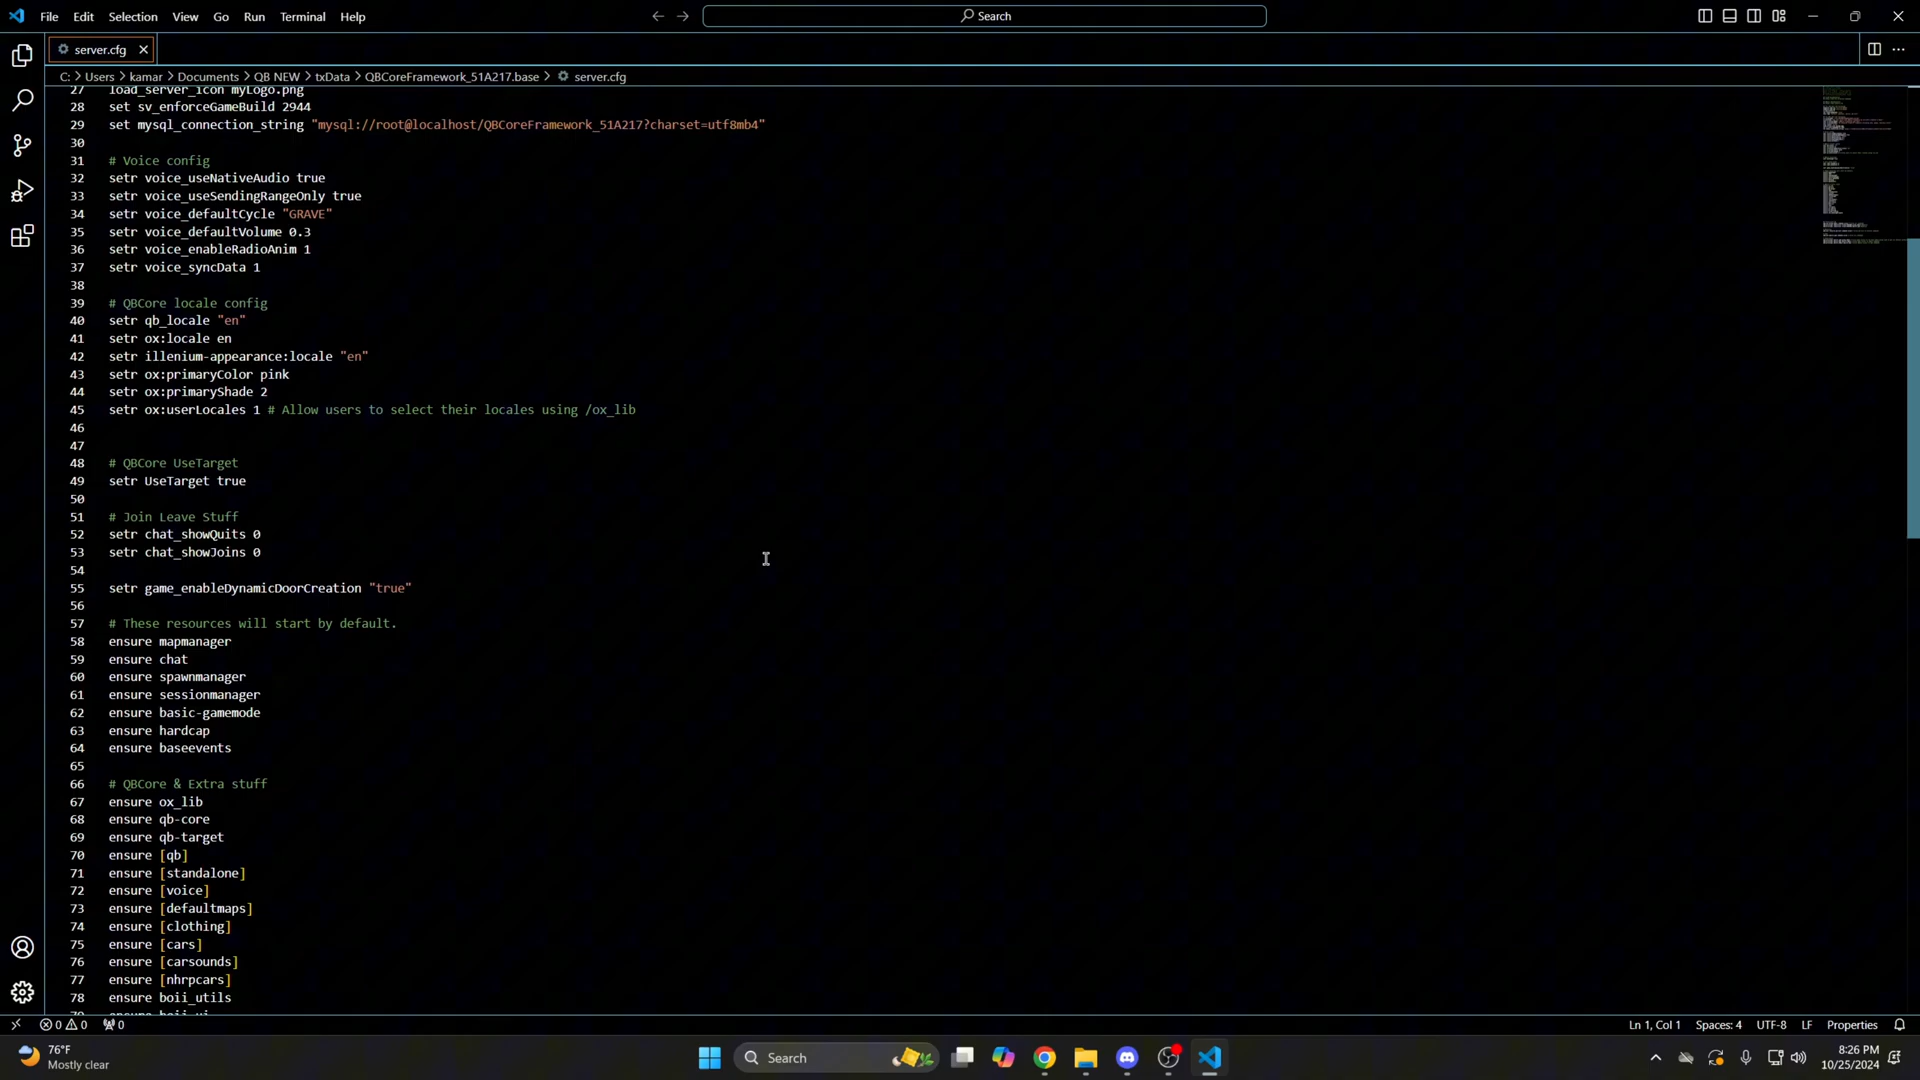 File Edit Selection View Go Run Terminal Help
Search
server.cfg
C: > Users > kamar > Documents > QB NEW > txData > QBCoreFramework_51A217.base > server.cfg
27 load_server_icon myLogo.png
28 set sv_enforceGameBuild 2944
29 set mysql_connection_string "mysql://root@localhost/QBCoreFramework_51A217?charset=utf8mb4"
30
31 # Voice config
32 setr voice_useNativeAudio true
33 setr voice_useSendingRangeOnly true
34 setr voice_defaultCycle "GRAVE"
35 setr voice_defaultVolume 0.3
36 setr voice_enableRadioAnim 1
37 setr voice_syncData 1
38
39 # QBCore locale config
40 setr qb_locale "en"
41 setr ox:locale en
42 setr illenium-appearance:locale "en"
43 setr ox:primaryColor pink
44 setr ox:primaryShade 2
45 setr ox:userLocales 1 # Allow users to select their locales using /ox_lib
46
47
48 # QBCore UseTarget
49 setr UseTarget true
50
51 # Join Leave Stuff
52 setr chat_showQuits 0
53 setr chat_showJoins 0
54
55 setr game_enableDynamicDoorCreation "true"
56
57 # These resources will start by default.
58 ensure mapmanager
59 ensure chat
60 ensure spawnmanager
61 ensure sessionmanager
62 ensure basic-gamemode
63 ensure hardcap
64 ensure baseevents
65
66 # QBCore & Extra stuff
67 ensure ox_lib
68 ensure qb-core
69 ensure qb-target
70 ensure [qb]
71 ensure [standalone]
72 ensure [voice]
73 ensure [defaultmaps]
74 ensure [clothing]
75 ensure [cars]
76 ensure [carsounds]
77 ensure [nhrpcars]
78 ensure boii_utils
0 0 0 Ln 1, Col 1 Spaces: 4 UTF-8 LF Properties
76°F
Mostly clear
Search
8:26 PM
10/25/2024